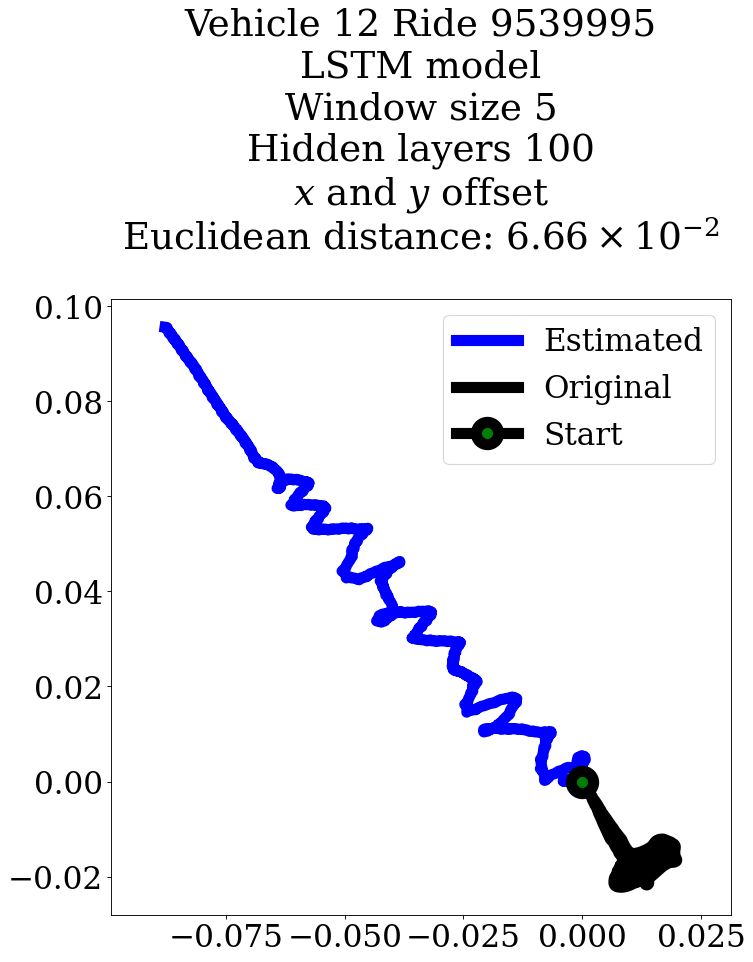 Vehicle 12 Ride 9539995
LSTM model
Window size 5
Hidden layers 100
x and y offset
Euclidean distance: 6.66 × 10⁻²
Estimated
Original
Start
0.10
0.08
0.06
0.04
0.02
0.00
−0.02
−0.075 −0.050 −0.025 0.000 0.025